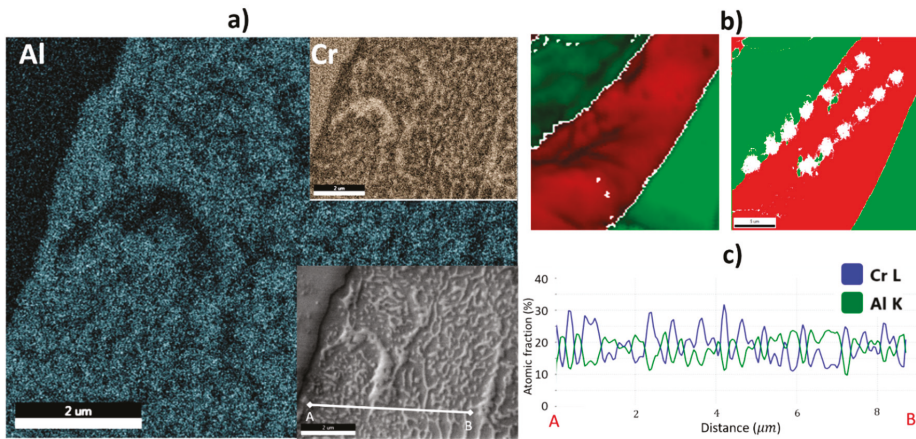 a)
Al
Cr
2 um
2 um
A
B
2 um
b)
c)
Cr L
Al K
Atomic fraction (%)
40
30
20
10
0
2
4
6
8
A
Distance (μm)
B